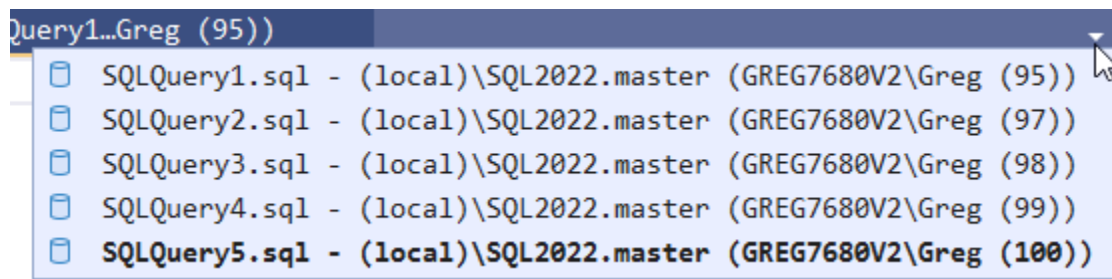 Query1…Greg (95))
SQLQuery1.sql - (local)\SQL2022.master (GREG7680V2\Greg (95))
SQLQuery2.sql - (local)\SQL2022.master (GREG7680V2\Greg (97))
SQLQuery3.sql - (local)\SQL2022.master (GREG7680V2\Greg (98))
SQLQuery4.sql - (local)\SQL2022.master (GREG7680V2\Greg (99))
SQLQuery5.sql - (local)\SQL2022.master (GREG7680V2\Greg (100))